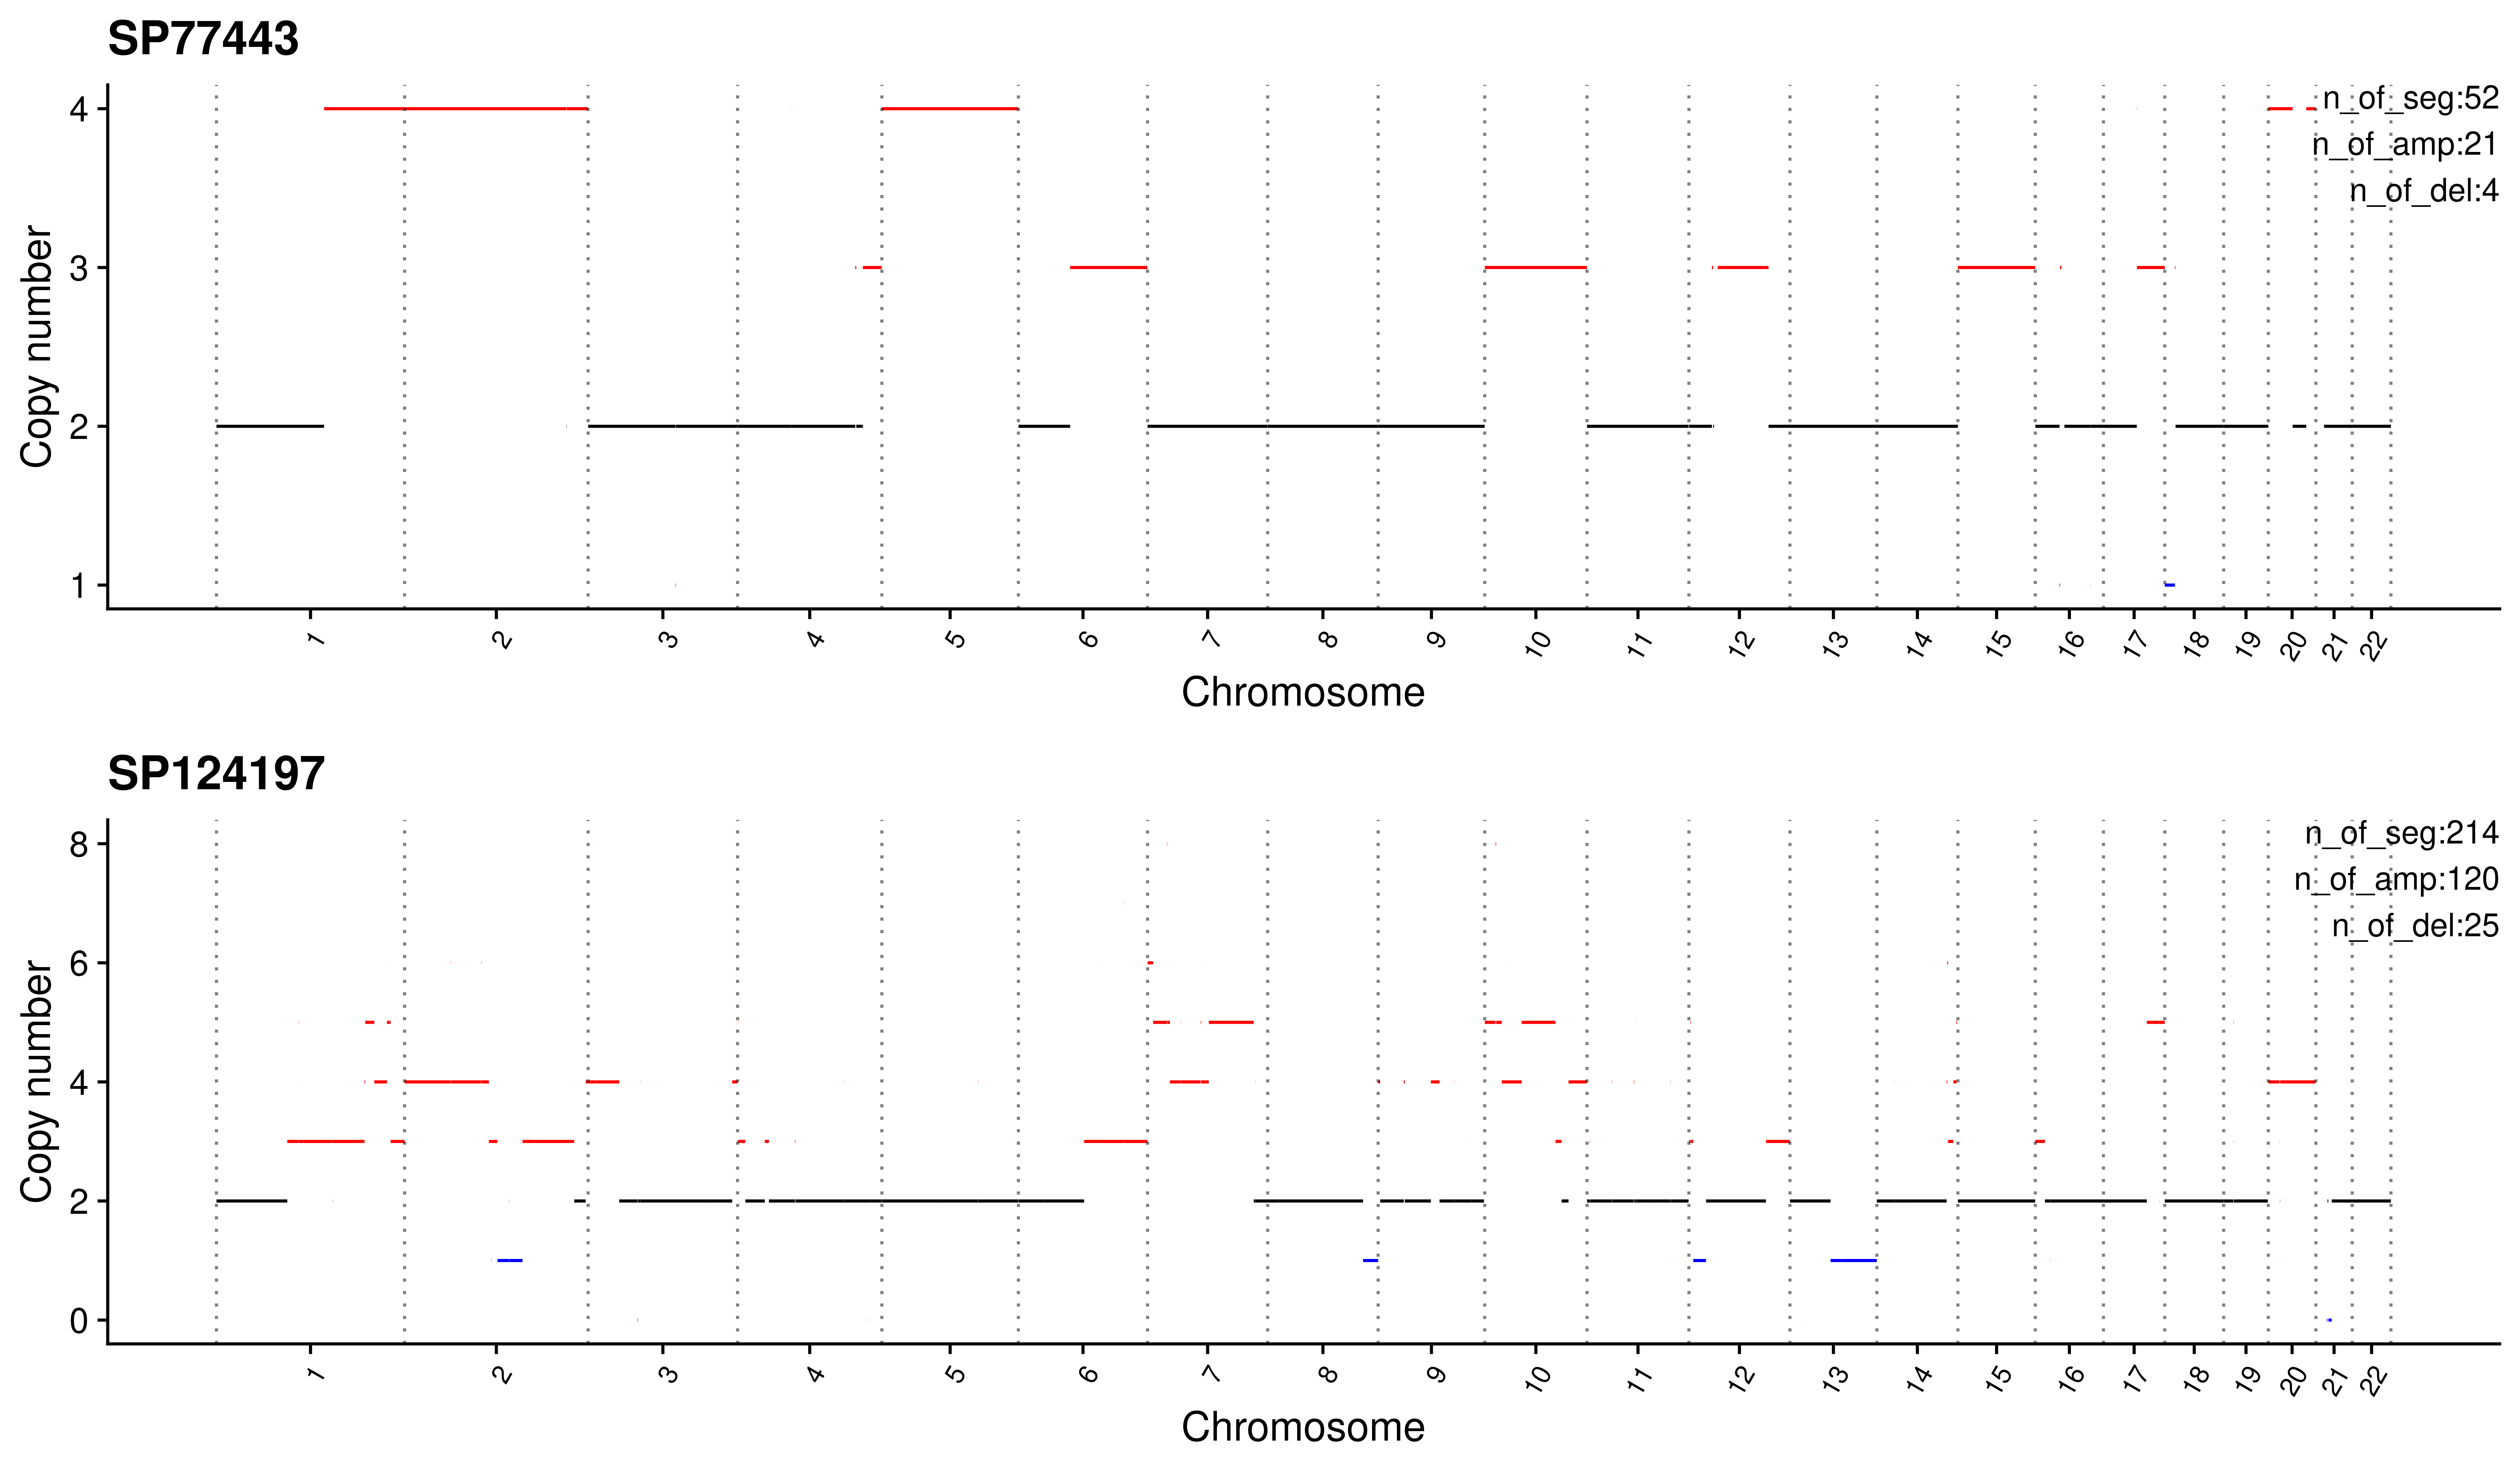 SP77443
n_of_seg:52
n_of_amp:21
n_of_del:4
Copy number
4
3
2
1
1 2 3 4 5 6 7 8 9 10 11 12 13 14 15 16 17 18 19 20 21 22
Chromosome
SP124197
n_of_seg:214
n_of_amp:120
n_of_del:25
Copy number
8
6
4
2
0
1 2 3 4 5 6 7 8 9 10 11 12 13 14 15 16 17 18 19 20 21 22
Chromosome